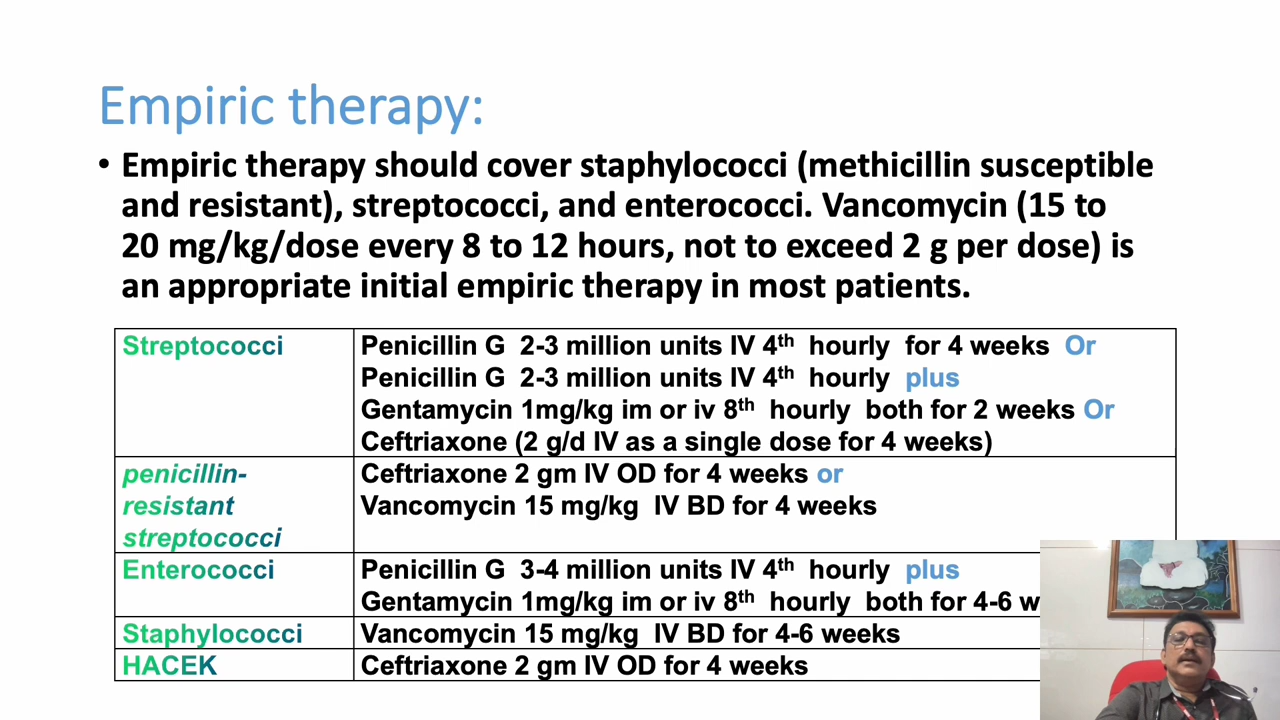 Empiric therapy:
• Empiric therapy should cover staphylococci (methicillin susceptible
and resistant), streptococci, and enterococci. Vancomycin (15 to
20 mg/kg/dose every 8 to 12 hours, not to exceed 2 g per dose) is
an appropriate initial empiric therapy in most patients.
Streptococci
Penicillin G 2-3 million units IV 4th hourly for 4 weeks Or
Penicillin G 2-3 million units IV 4th hourly plus
Gentamycin 1mg/kg im or iv 8th hourly both for 2 weeks Or
Ceftriaxone (2 g/d IV as a single dose for 4 weeks)
penicillin-
resistant
streptococci
Ceftriaxone 2 gm IV OD for 4 weeks or
Vancomycin 15 mg/kg IV BD for 4 weeks
Enterococci
Penicillin G 3-4 million units IV 4th hourly plus
Gentamycin 1mg/kg im or iv 8th hourly both for 4-6 w
Staphylococci
Vancomycin 15 mg/kg IV BD for 4-6 weeks
HACEK
Ceftriaxone 2 gm IV OD for 4 weeks